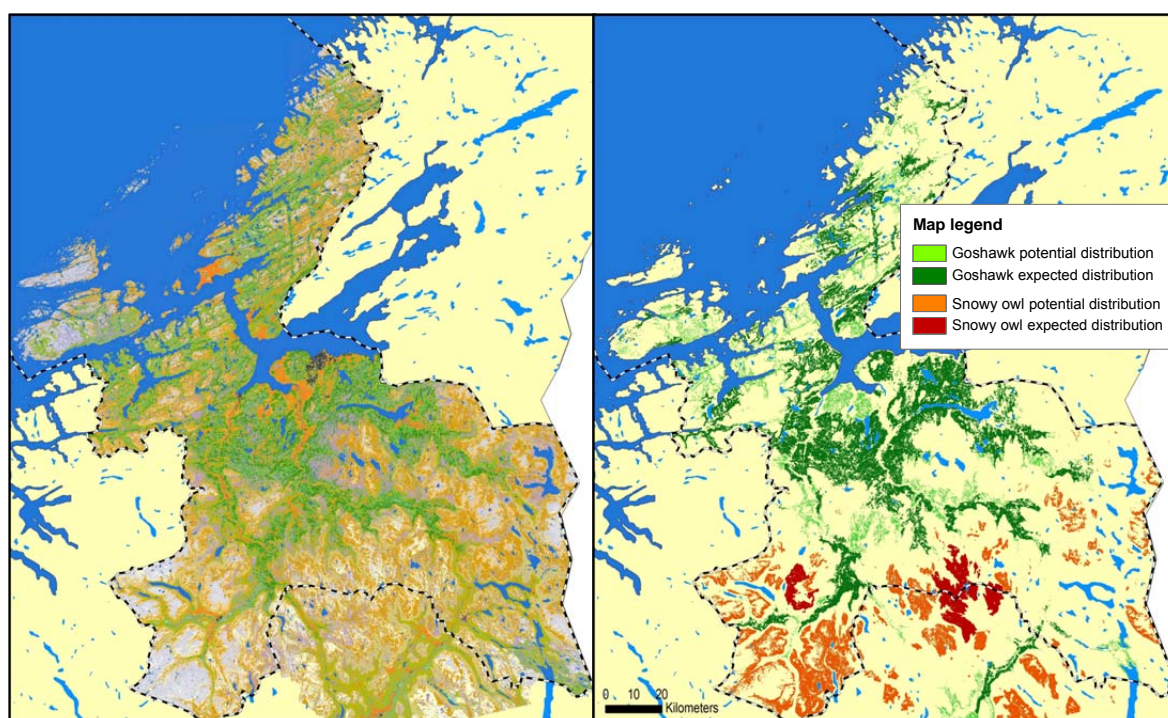 Map legend
Goshawk potential distribution
Goshawk expected distribution
Snowy owl potential distribution
Snowy owl expected distribution
0 10 20
Kilometers